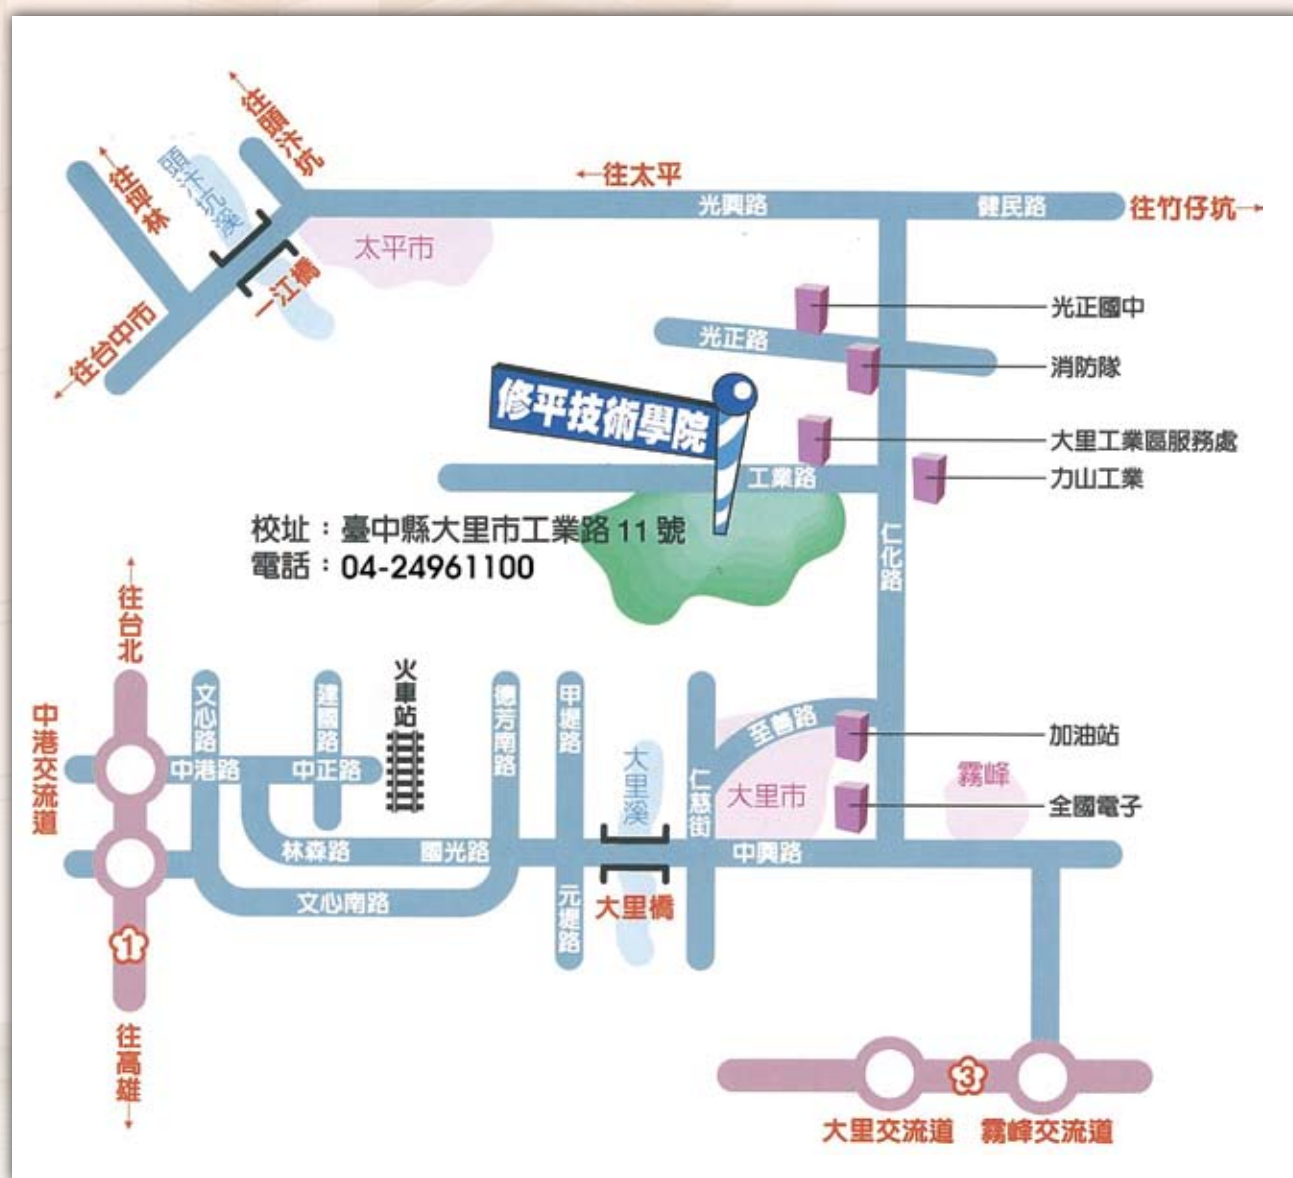 往頭汴坑
往坪林
頭汴坑溪
←往太平
光興路
健民路
往竹仔坑→
太平市
一江橋
往台中市
光正國中
光正路
消防隊
修平技術學院
大里工業區服務處
工業路
力山工業
校址：臺中縣大里市工業路 11 號
電話：04-24961100
仁化路
往台北
火車站
文心路
建國路
德芳南路
甲堤路
至善路
加油站
中港交流道
中港路
中正路
大里溪
仁慈街
大里市
霧峰
全國電子
林森路
國光路
中興路
文心南路
元堤路
大里橋
1
往高雄
3
大里交流道
霧峰交流道